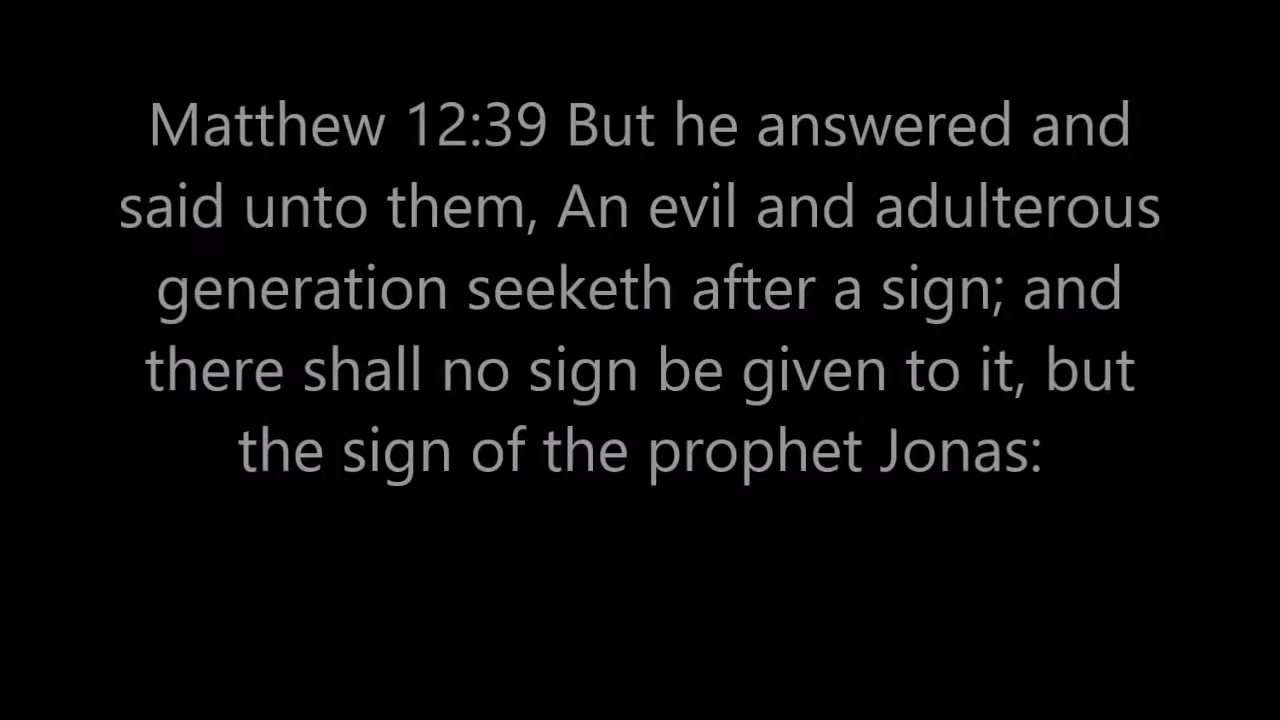 Matthew 12:39 But he answered and
said unto them, An evil and adulterous
generation seeketh after a sign; and
there shall no sign be given to it, but
the sign of the prophet Jonas: